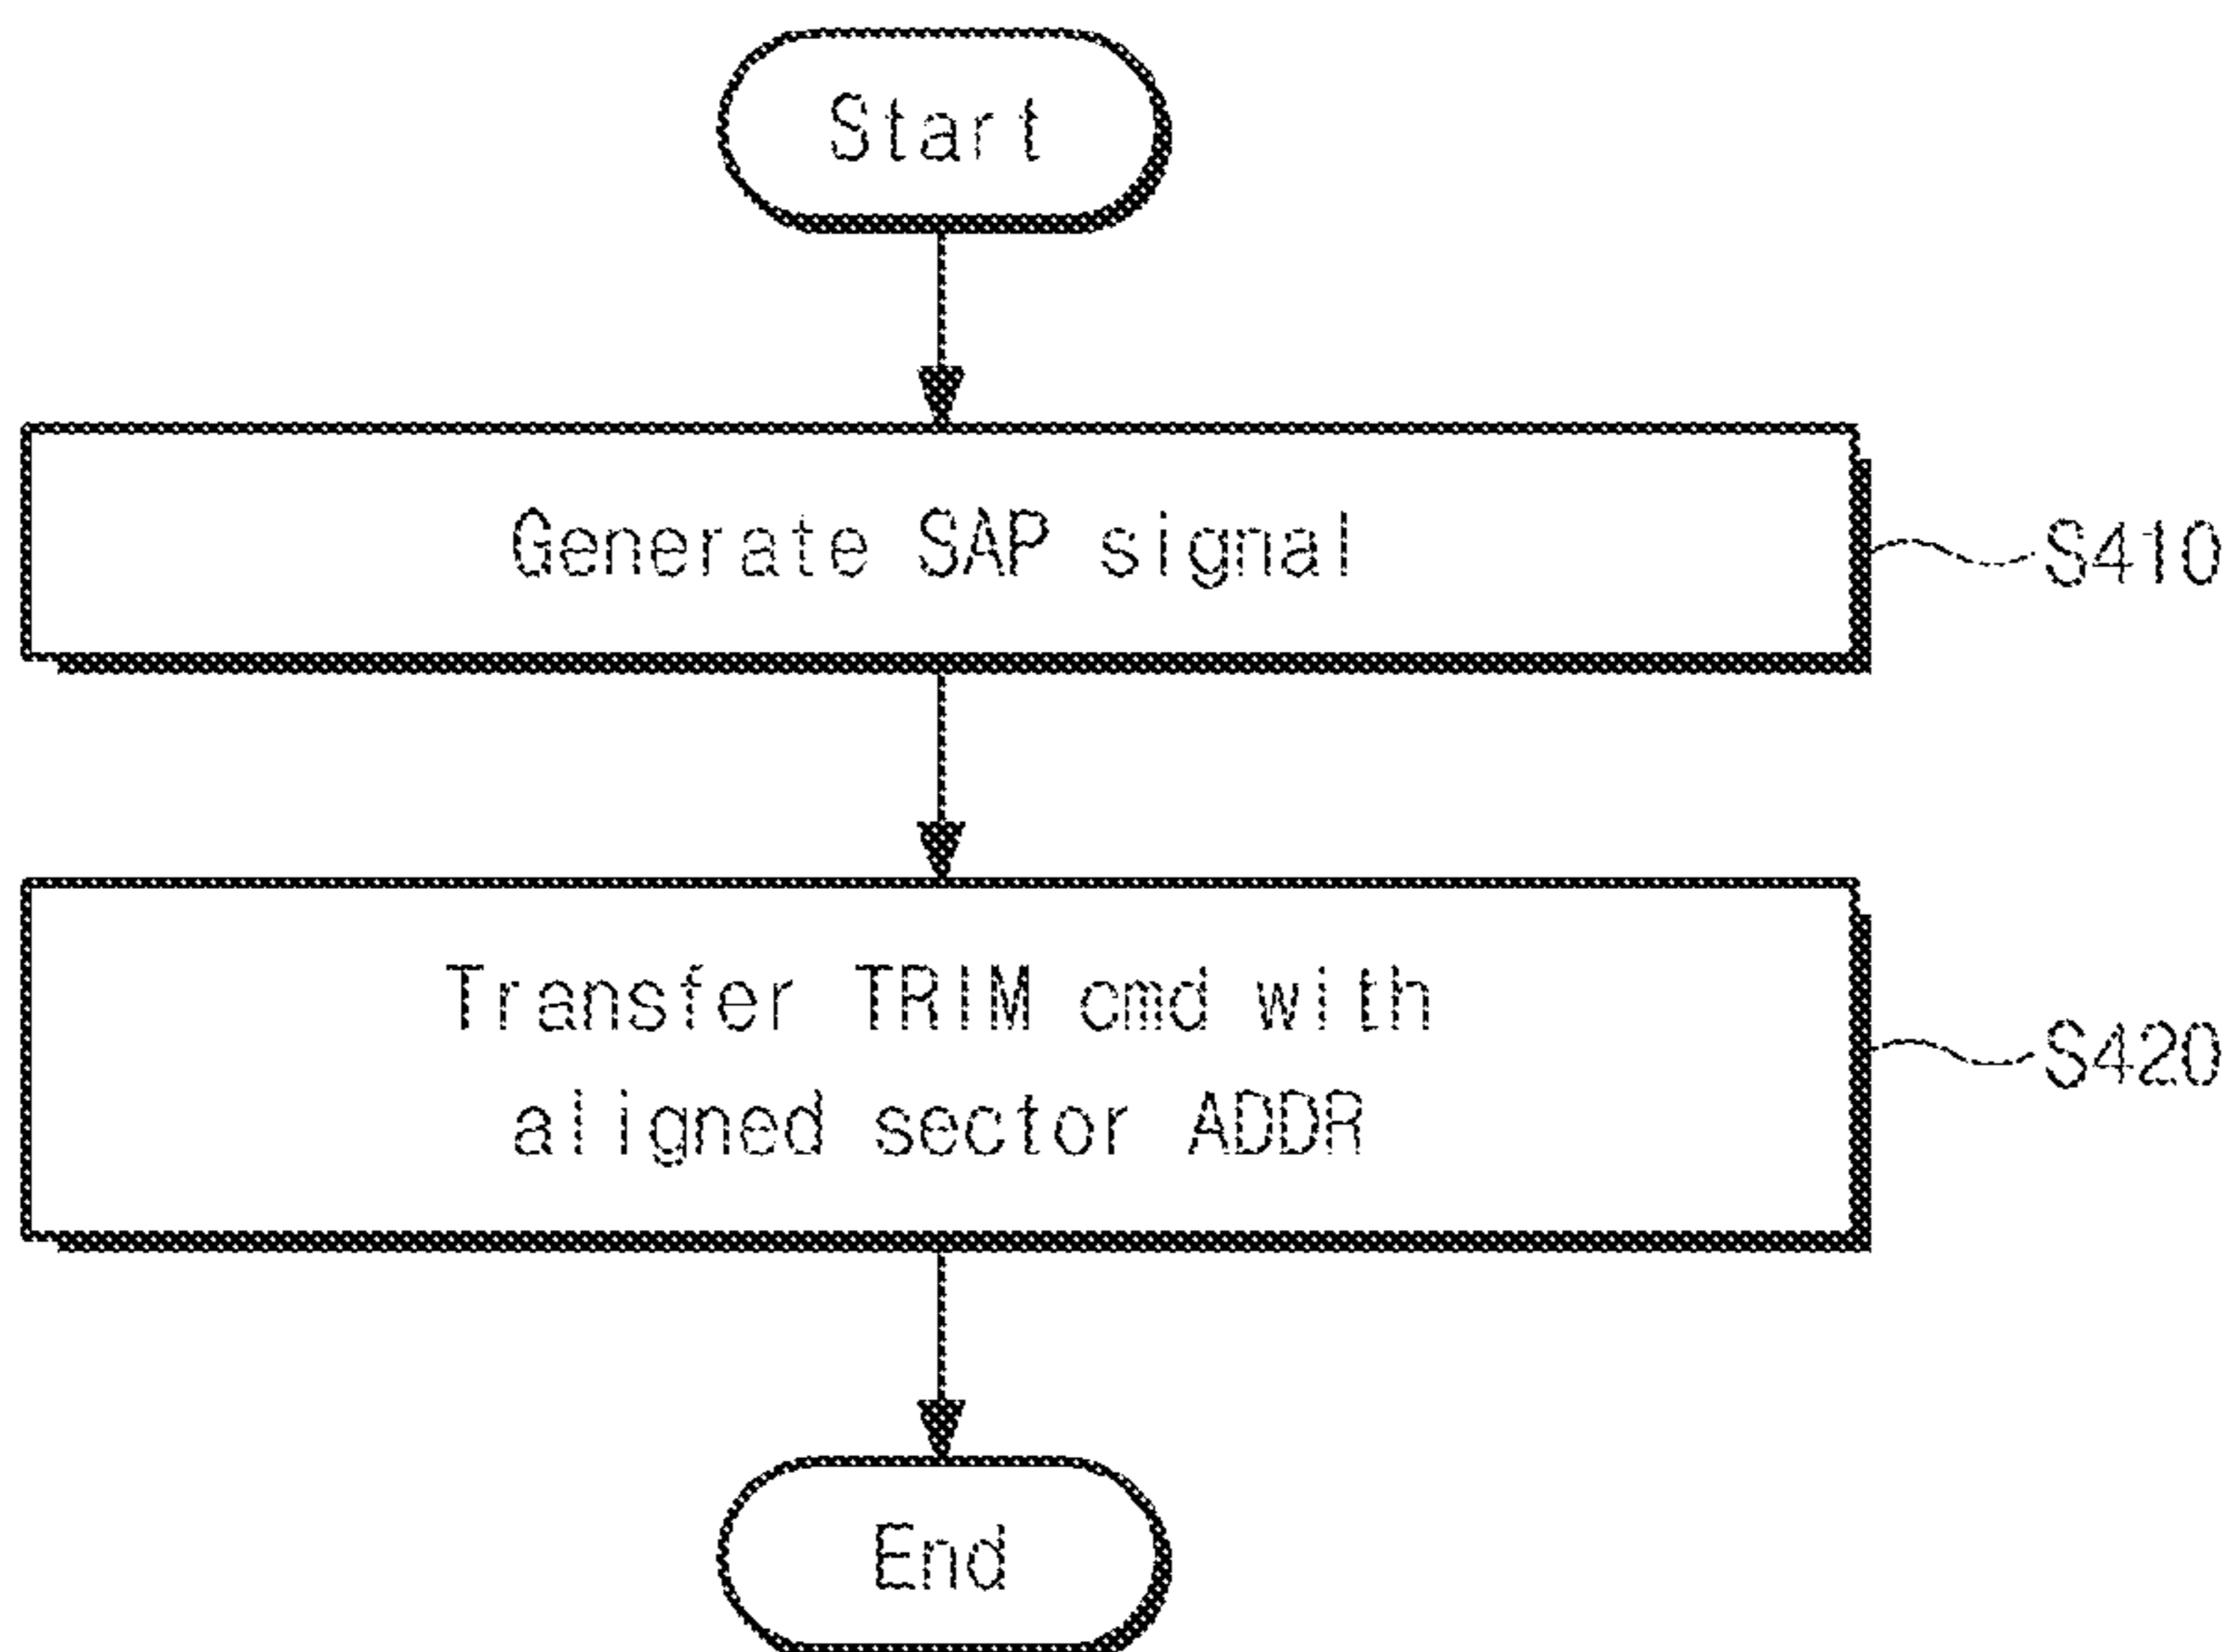 Start
Generate SAP signal
S410
Transfer TRIM cmd with
aligned sector ADDR
S420
End